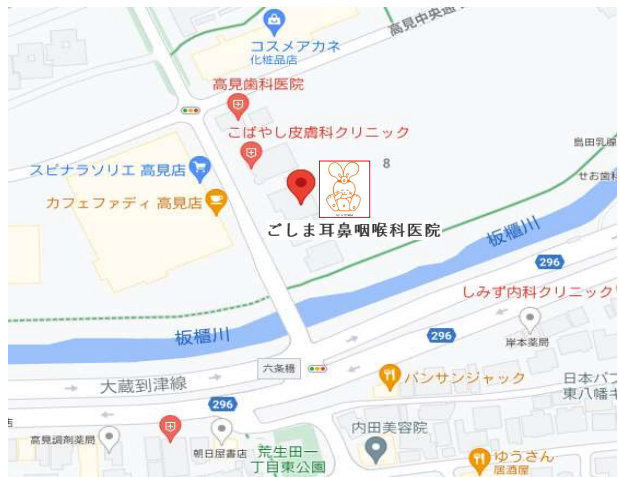 コスメアカネ
化粧品店
高見中央通
高見歯科医院
こばやし皮膚科クリニック
8
島田乳腺
せお歯科
スピナラソリエ 高見店
カフェファディ 高見店
ごしま耳鼻咽喉科医院
板櫃川
296
しみず内科クリニック
板櫃川
296
岸本薬局
六条橋
大蔵到津線
バンサンジャック
日本バプ
東八幡キ
296
店
高見調剤薬局
朝日屋書店
荒生田一
丁目東公園
内田美容院
ゆうさん
居酒屋